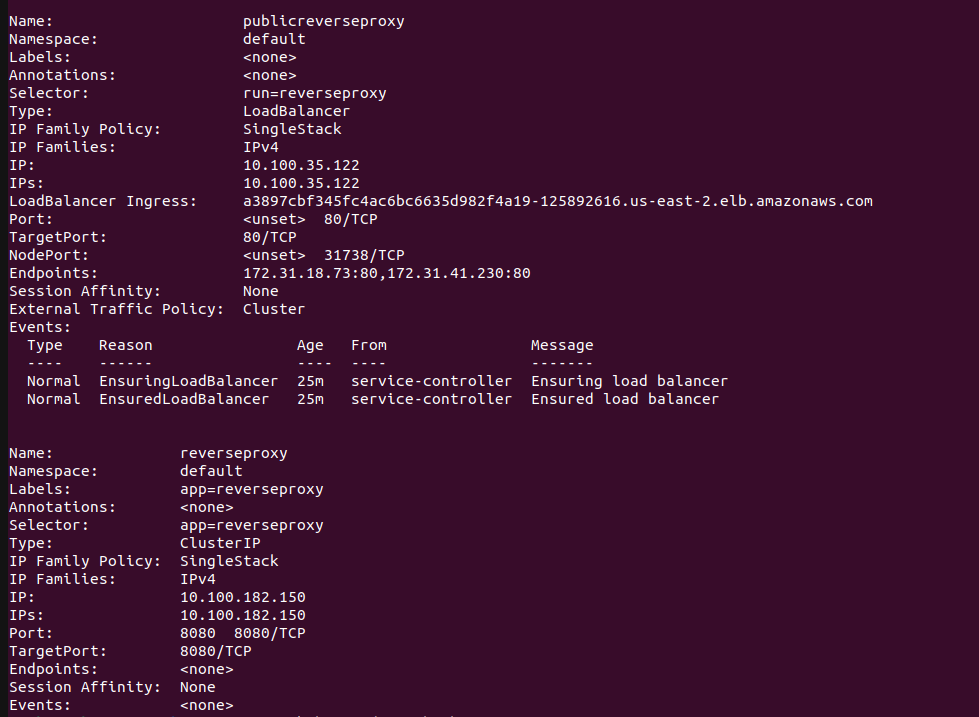 Name:                     publicreverseproxy
Namespace:                default
Labels:                   <none>
Annotations:              <none>
Selector:                 run=reverseproxy
Type:                     LoadBalancer
IP Family Policy:         SingleStack
IP Families:              IPv4
IP:                       10.100.35.122
IPs:                      10.100.35.122
LoadBalancer Ingress:     a3897cbf345fc4ac6bc6635d982f4a19-125892616.us-east-2.elb.amazonaws.com
Port:                     <unset>  80/TCP
TargetPort:               80/TCP
NodePort:                 <unset>  31738/TCP
Endpoints:                172.31.18.73:80,172.31.41.230:80
Session Affinity:         None
External Traffic Policy:  Cluster
Events:
  Type    Reason                Age   From                Message
  ----    ------                ----  ----                -------
  Normal  EnsuringLoadBalancer  25m   service-controller  Ensuring load balancer
  Normal  EnsuredLoadBalancer   25m   service-controller  Ensured load balancer
Name:              reverseproxy
Namespace:         default
Labels:            app=reverseproxy
Annotations:       <none>
Selector:          app=reverseproxy
Type:              ClusterIP
IP Family Policy:  SingleStack
IP Families:       IPv4
IP:                10.100.182.150
IPs:               10.100.182.150
Port:              8080  8080/TCP
TargetPort:        8080/TCP
Endpoints:         <none>
Session Affinity:  None
Events:            <none>